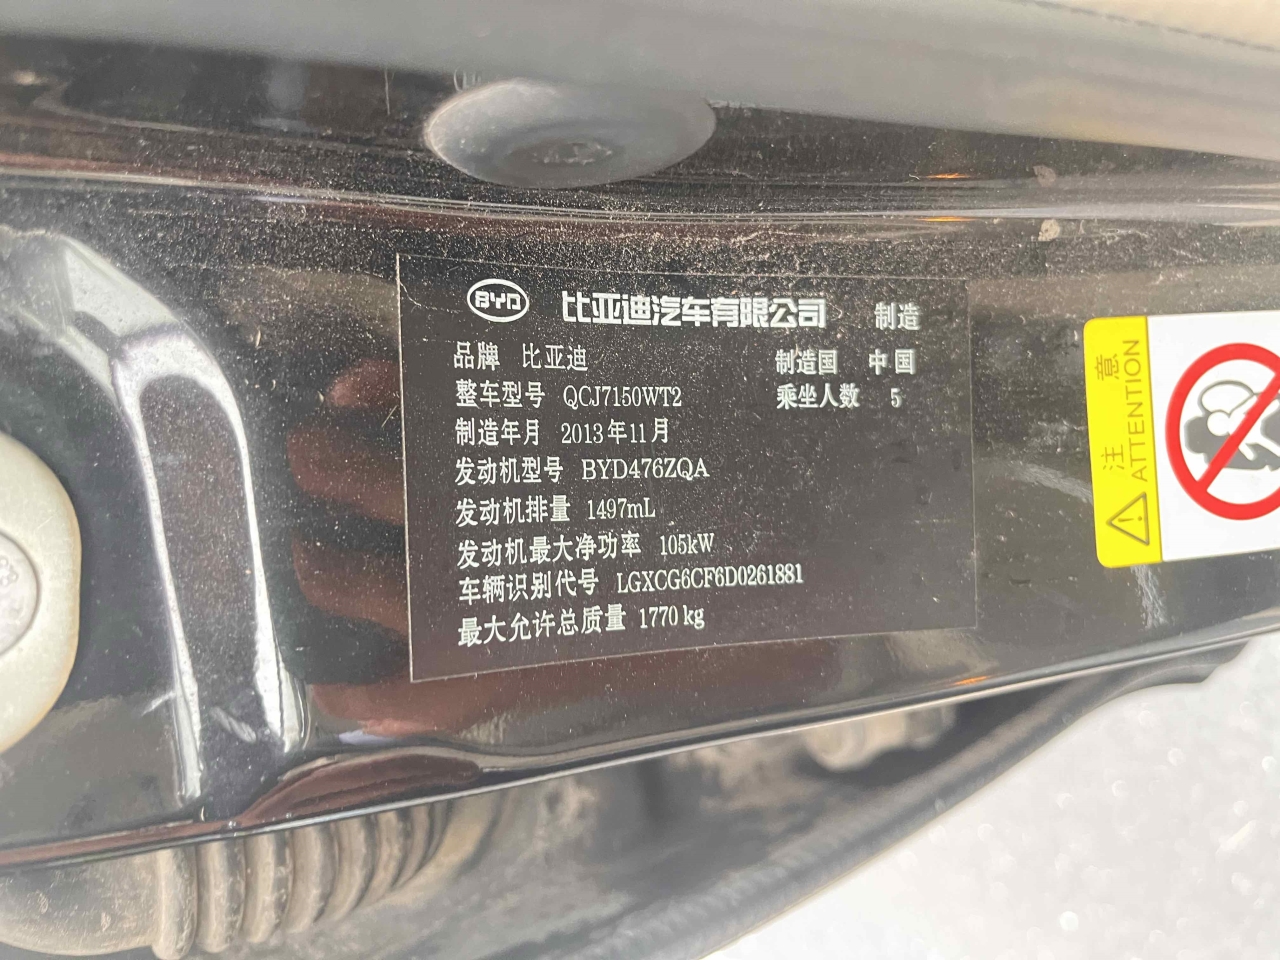 BYD 比亚迪汽车有限公司 制造
品牌 比亚迪 制造国 中国
整车型号 QCJ7150WT2 乘坐人数 5
制造年月 2013年11月
发动机型号 BYD476ZQA
发动机排量 1497mL
发动机最大净功率 105kW
车辆识别代号 LGXCG6CF6D0261881
最大允许总质量 1770 kg
注意
ATTENTION